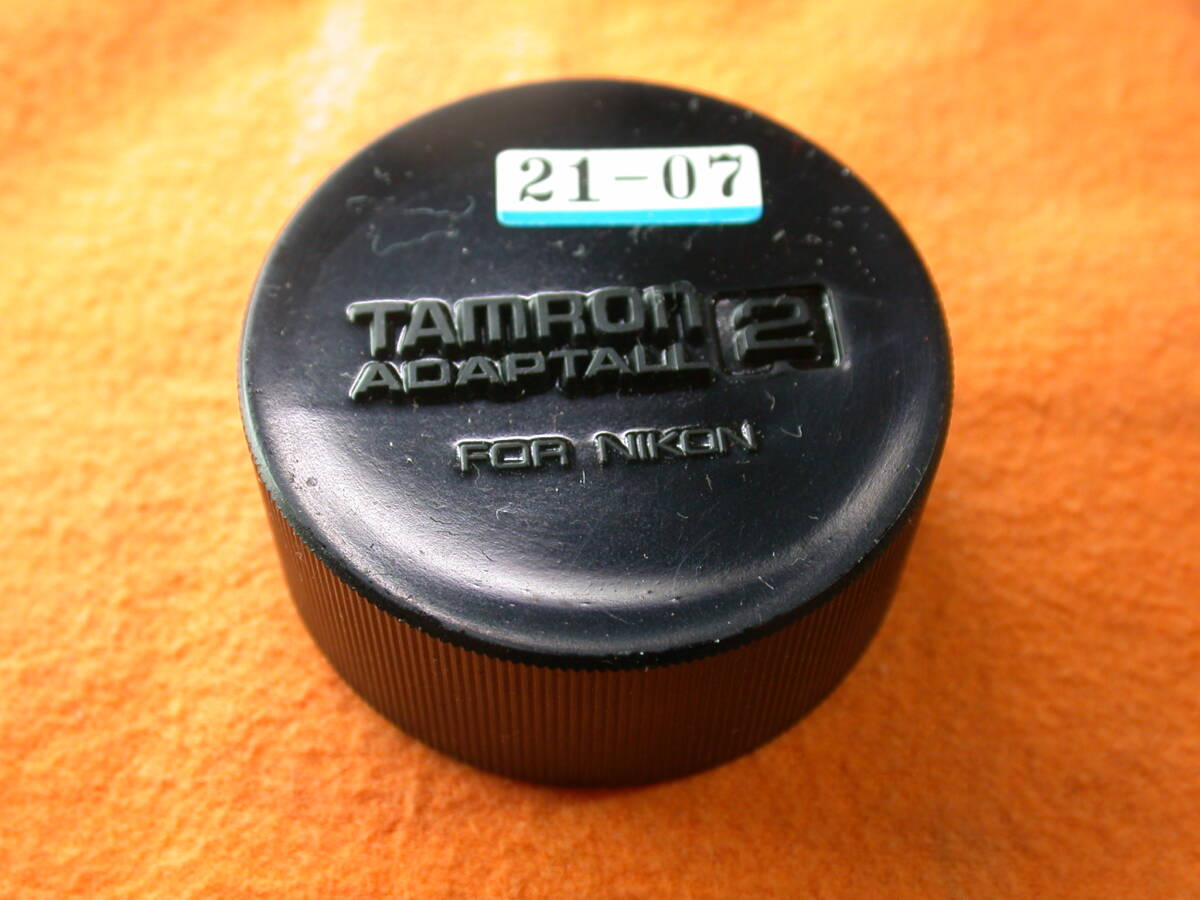 21-07
TAMRON
ADAPTALL 2
FOR NIKON